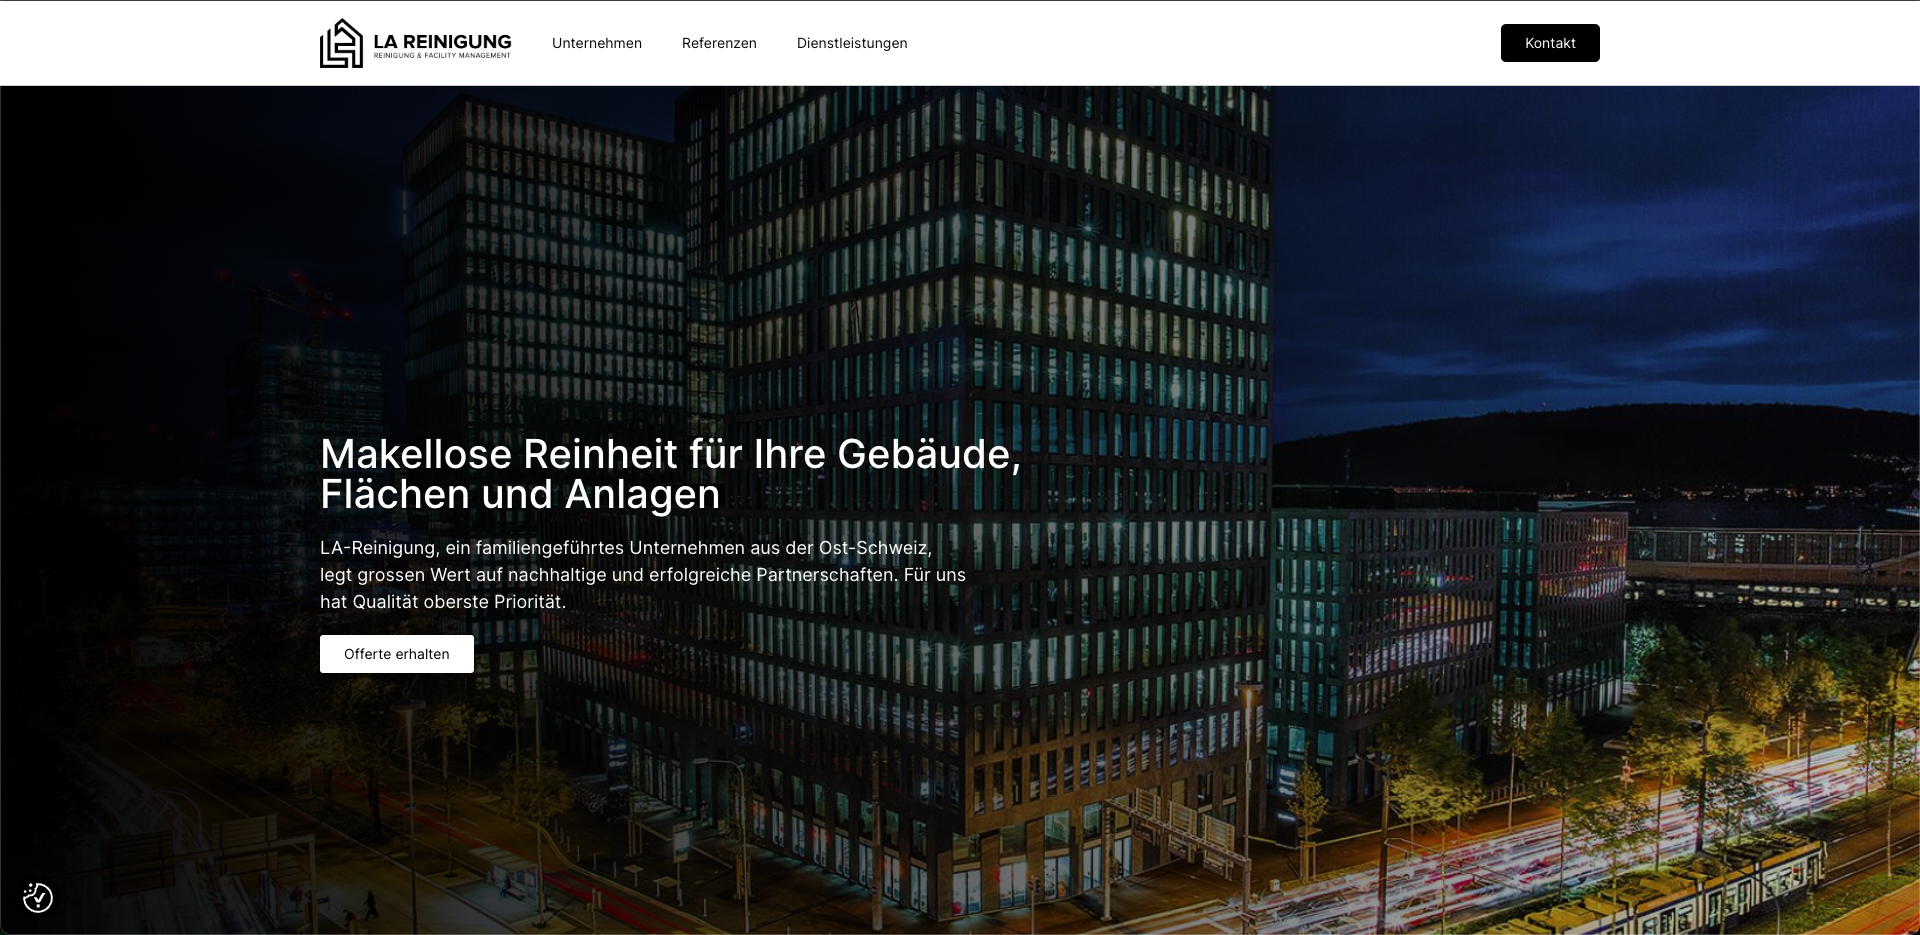 LA REINIGUNG
REINIGUNG & FACILITY MANAGEMENT
Unternehmen
Referenzen
Dienstleistungen
Kontakt
Makellose Reinheit für Ihre Gebäude,
Flächen und Anlagen
LA-Reinigung, ein familiengeführtes Unternehmen aus der Ost-Schweiz,
legt grossen Wert auf nachhaltige und erfolgreiche Partnerschaften. Für uns
hat Qualität oberste Priorität.
Offerte erhalten